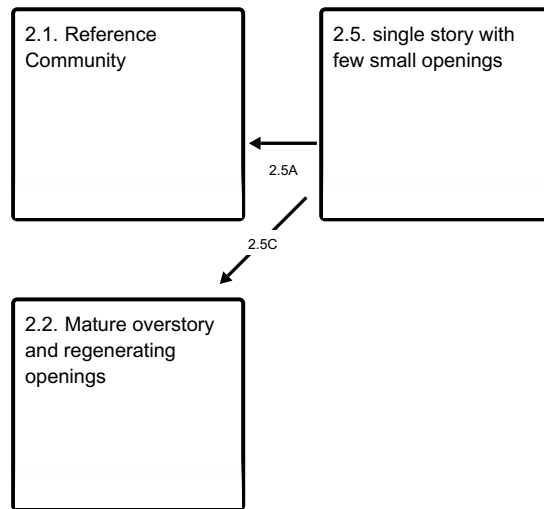 2.1. Reference
Community
2.5. single story with
few small openings
2.5A
2.5C
2.2. Mature overstory
and regenerating
openings